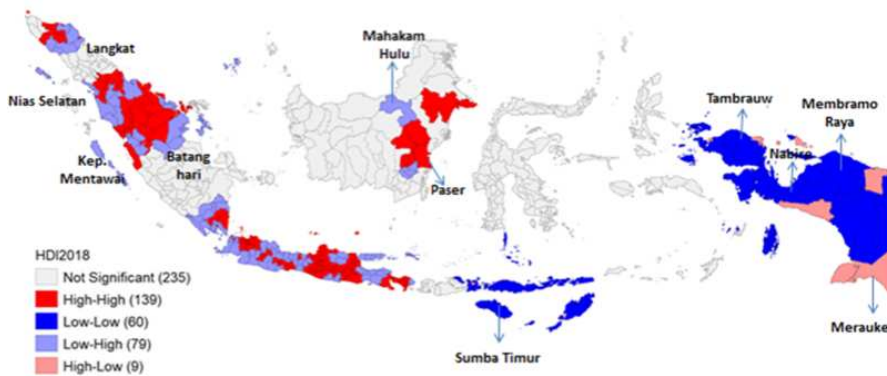 Langkat
Nias Selatan
Kep.
Mentawai
Batang
hari
Mahakam
Hulu
Paser
Tambrauw
Membramo
Raya
Nabire
Sumba Timur
Merauke
HDI2018
Not Significant (235)
High-High (139)
Low-Low (60)
Low-High (79)
High-Low (9)